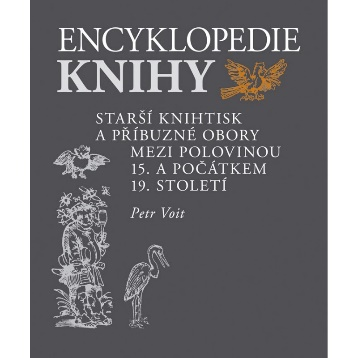 ENCYKLOPEDIE
KNIHY
STARŠÍ KNIHTISK
A PŘÍBUZNÉ OBORY
MEZI POLOVINOU
15. A POČÁTKEM
19. STOLETÍ
Petr Voit